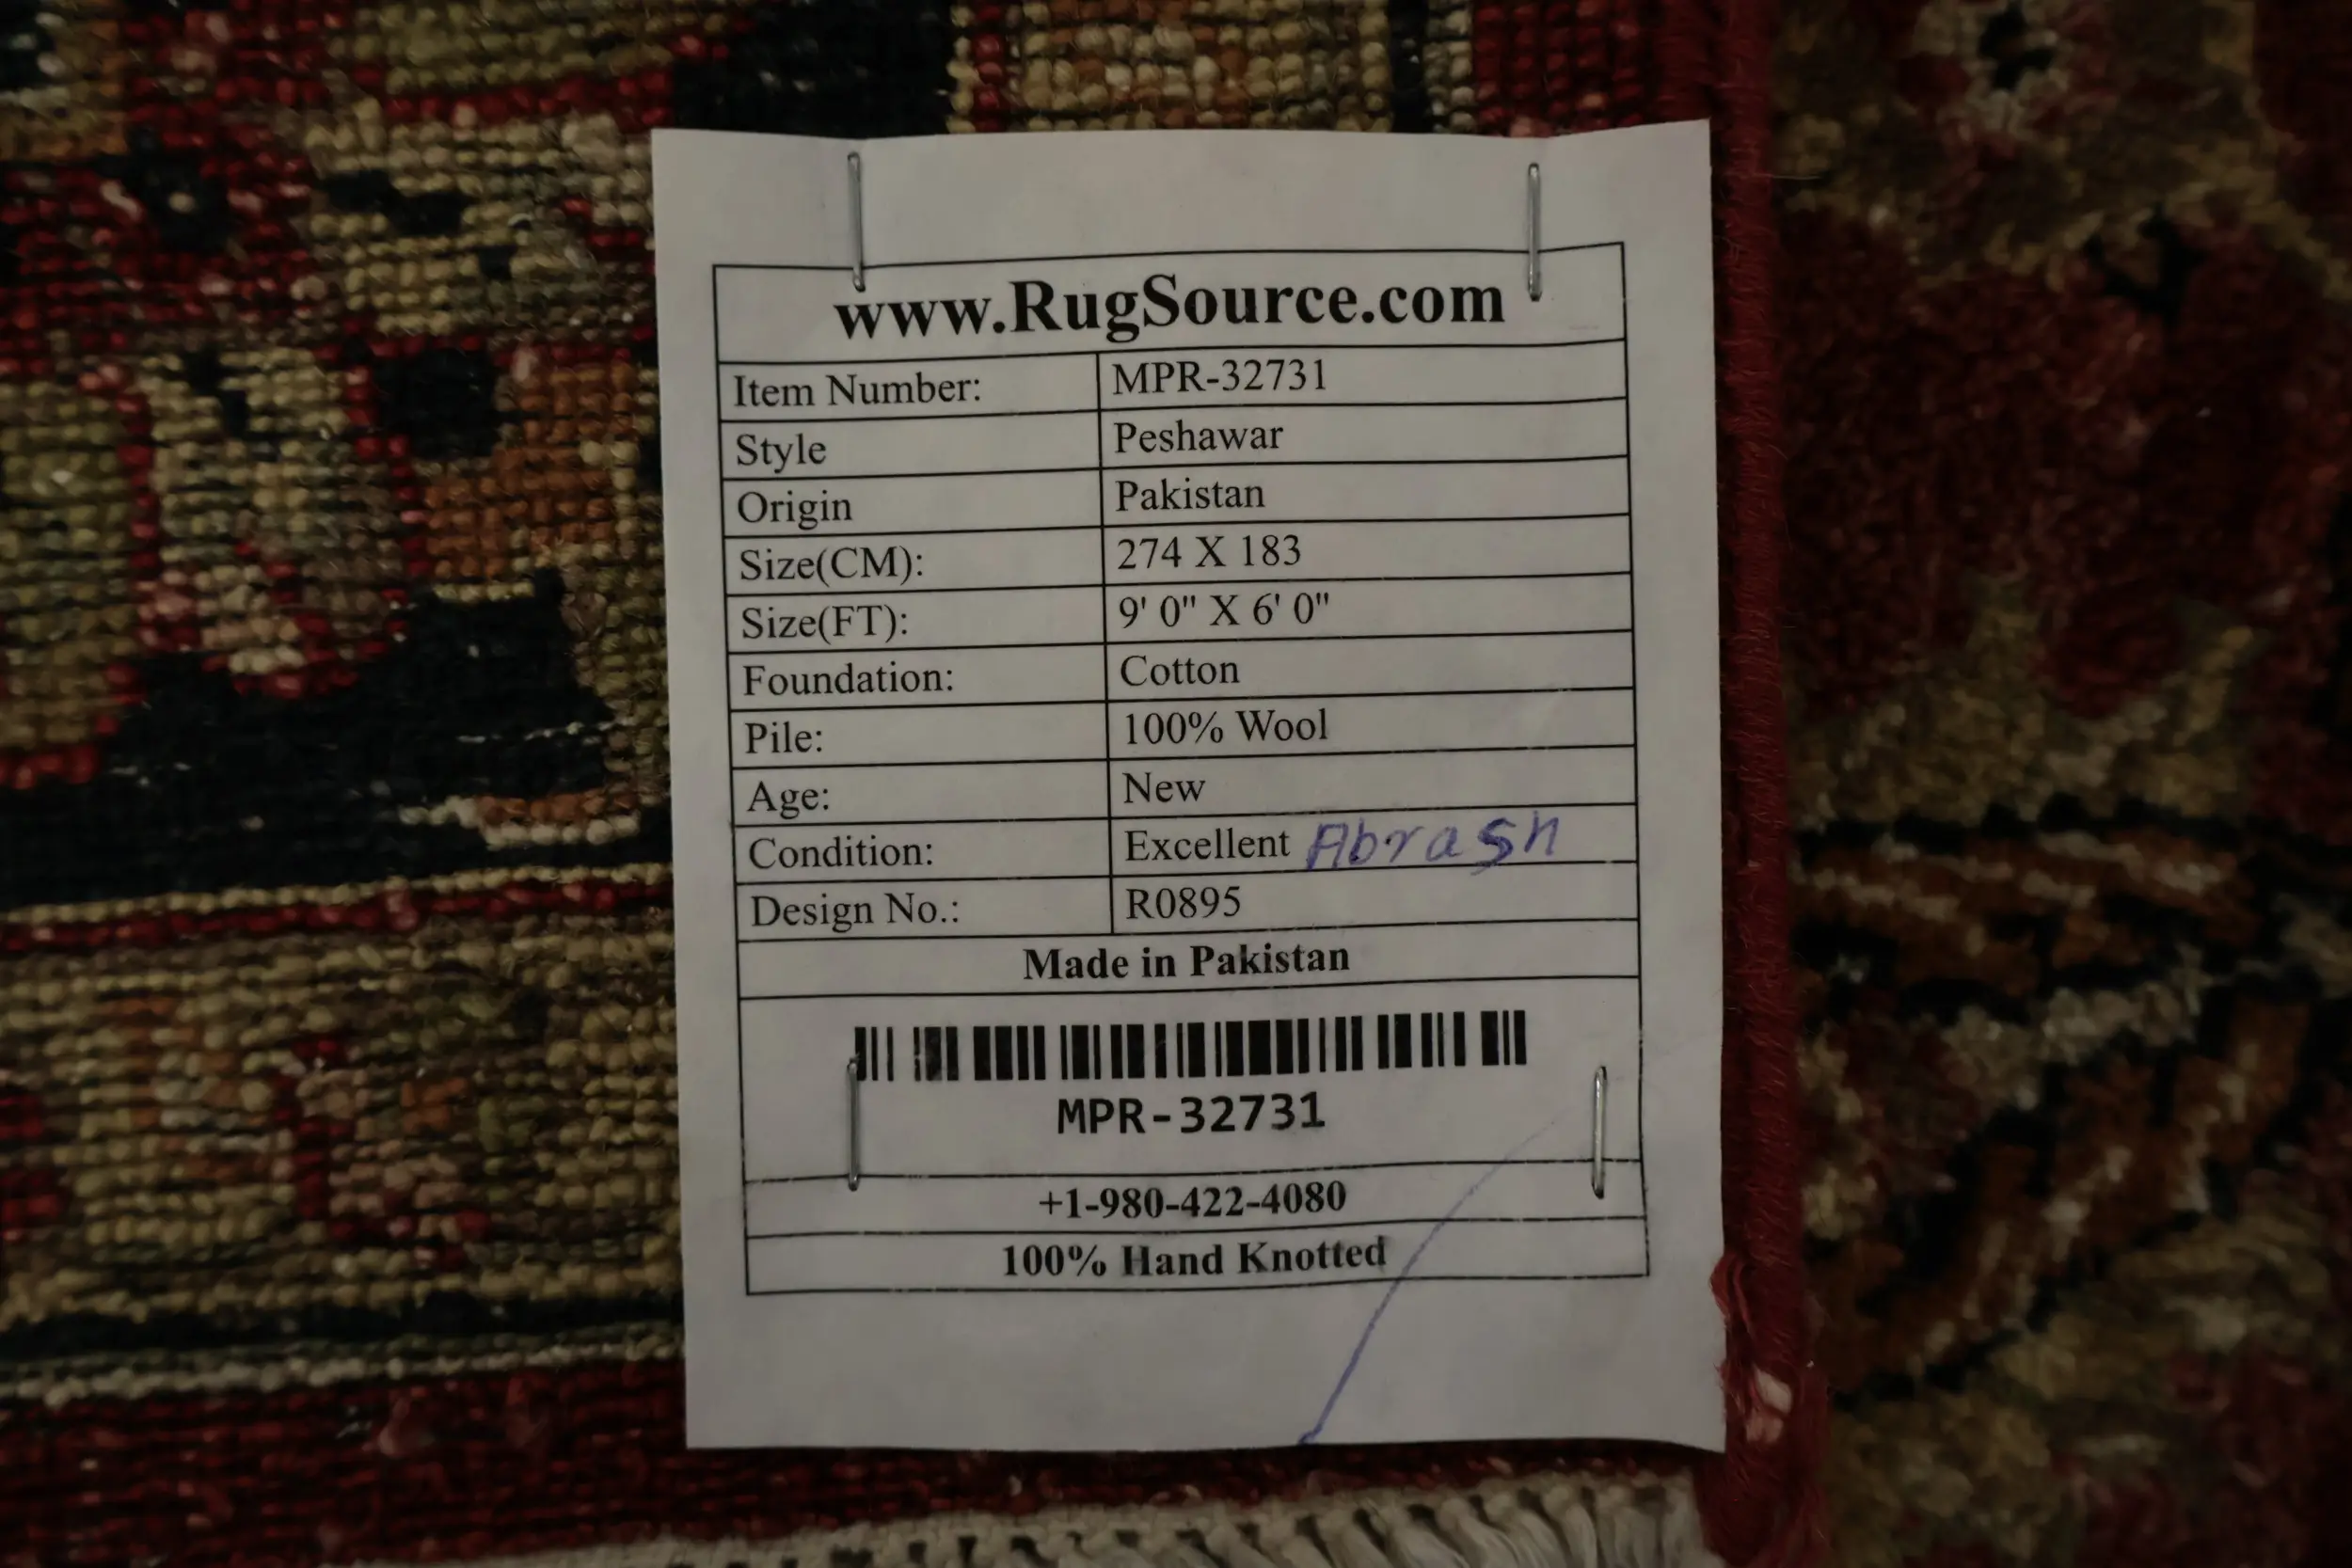 www.RugSource.com
Item Number: MPR-32731
Style Peshawar
Origin Pakistan
Size(CM): 274 X 183
Size(FT): 9' 0" X 6' 0"
Foundation: Cotton
Pile: 100% Wool
Age: New
Condition: Excellent Abrash
Design No.: R0895
Made in Pakistan
MPR-32731
+1-980-422-4080
100% Hand Knotted